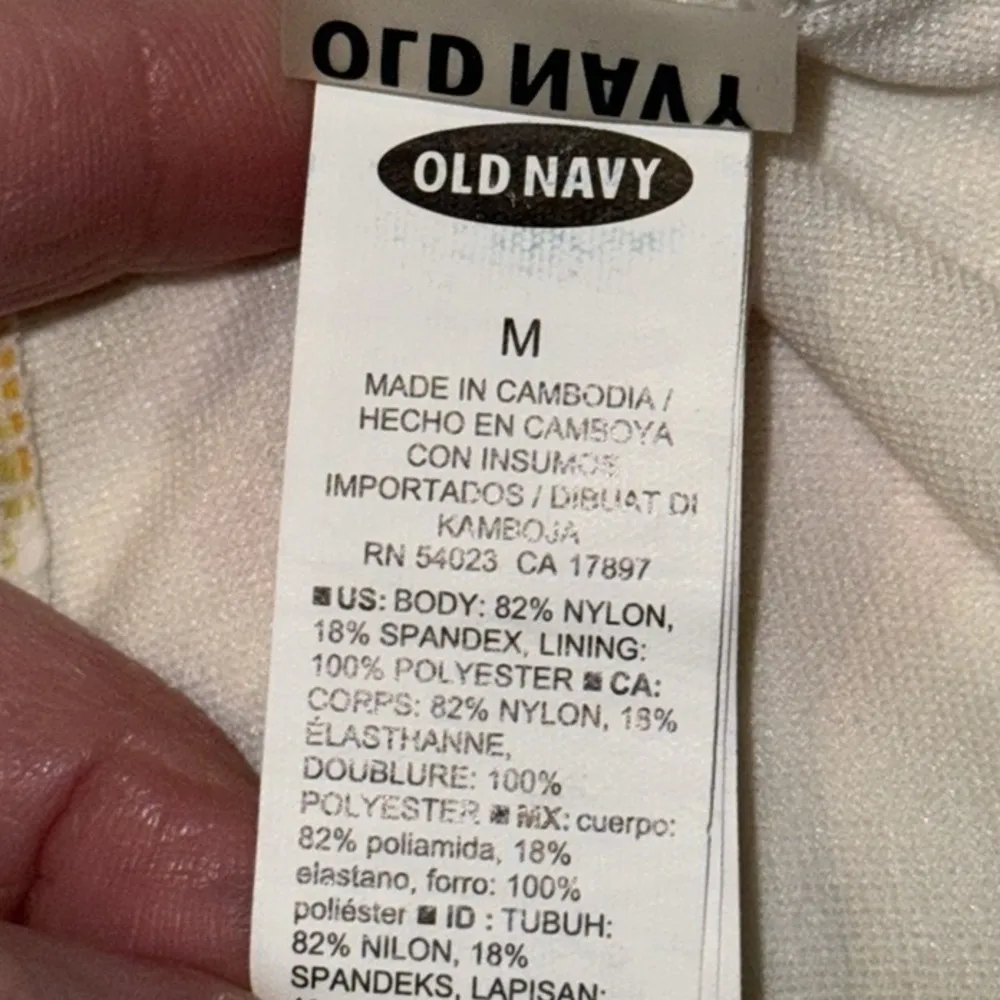 OLD NAVY
OLD NAVY
M
MADE IN CAMBODIA /
HECHO EN CAMBOYA
CON INSUMOS
IMPORTADOS / DIBUAT DI
KAMBOJA
RN 54023 CA 17897
US: BODY: 82% NYLON,
18% SPANDEX, LINING:
100% POLYESTER ■ CA:
CORPS: 82% NYLON, 18%
ÉLASTHANNE,
DOUBLURE: 100%
POLYESTER ■ MX: cuerpo:
82% poliamida, 18%
elastano, forro: 100%
poliéster ■ ID : TUBUH:
82% NILON, 18%
SPANDEKS, LAPISAN: